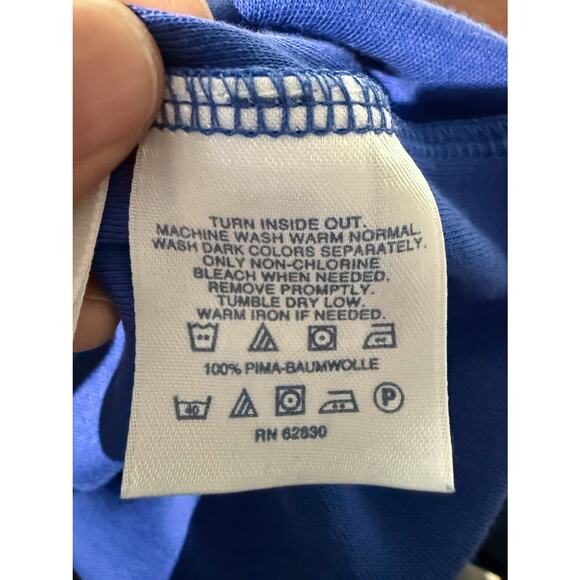 TURN INSIDE OUT.
MACHINE WASH WARM NORMAL.
WASH DARK COLORS SEPARATELY.
ONLY NON-CHLORINE
BLEACH WHEN NEEDED.
REMOVE PROMPTLY.
TUMBLE DRY LOW.
WARM IRON IF NEEDED.
100% PIMA-BAUMWOLLE
40 P
RN 62830